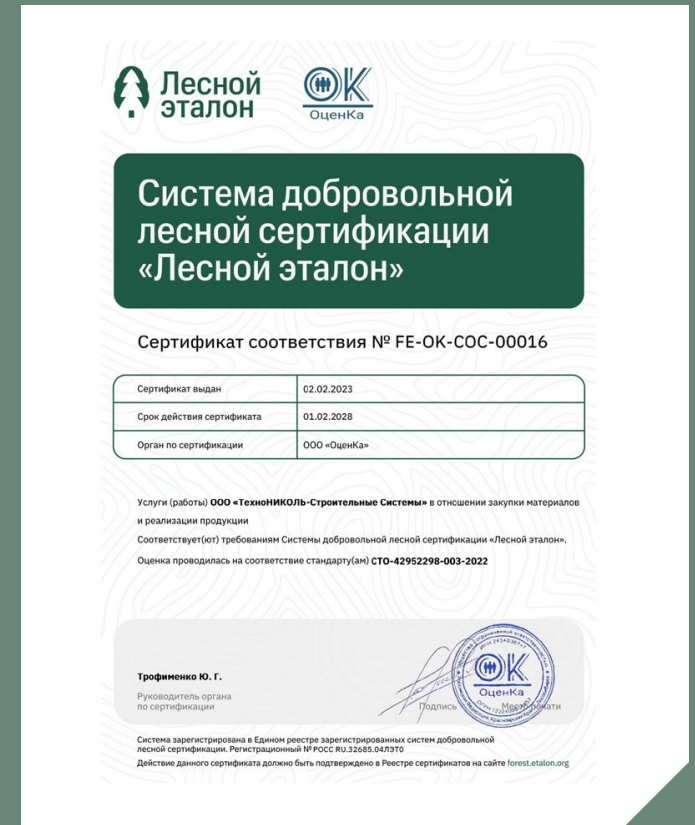 Лесной
эталон
ОК
ОценКа
Система добровольной
лесной сертификации
«Лесной эталон»
Сертификат соответствия № FE-OK-COC-00016
Сертификат выдан 02.02.2023
Срок действия сертификата 01.02.2028
Орган по сертификации ООО «ОценКа»
Услуги (работы) ООО «ТехноНИКОЛЬ-Строительные Системы» в отнсшении закупки материалов
и реализации продукции
Соответствует(ют) требованиям Системы добровольной лесной сертификации «Лесной эталон».
Оценка проводилась на соответствие стандарту(ам) СТО-42952298-003-2022
ОК
ОценКа
Трофименко Ю. Г.
Руководитель органа
по сертификации
Подпись
Место печати
Система зарегистрирована в Едином реестре зарегистрированных систем добровольной
лесной сертификации. Регистрационный № РОСС RU.32685.04ЛЭТ0
Действие данного сертификата должно быть подтверждено в Реестре сертификатов на сайте forest.etalon.org